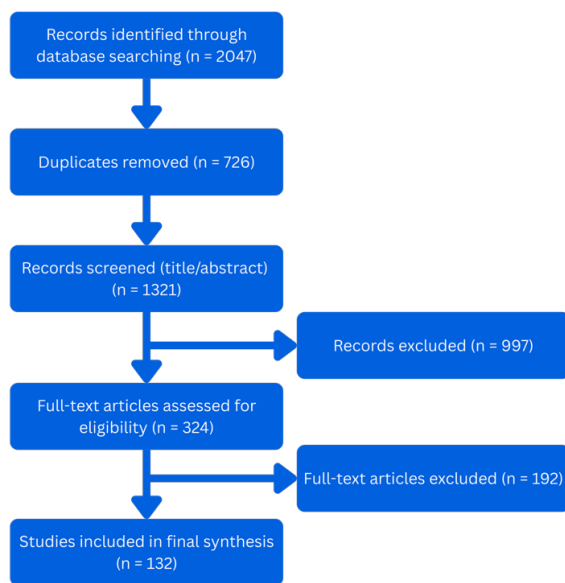 Records identified through
database searching (n = 2047)
Duplicates removed (n = 726)
Records screened (title/abstract)
(n = 1321)
Records excluded (n = 997)
Full-text articles assessed for
eligibility (n = 324)
Full-text articles excluded (n = 192)
Studies included in final synthesis
(n = 132)